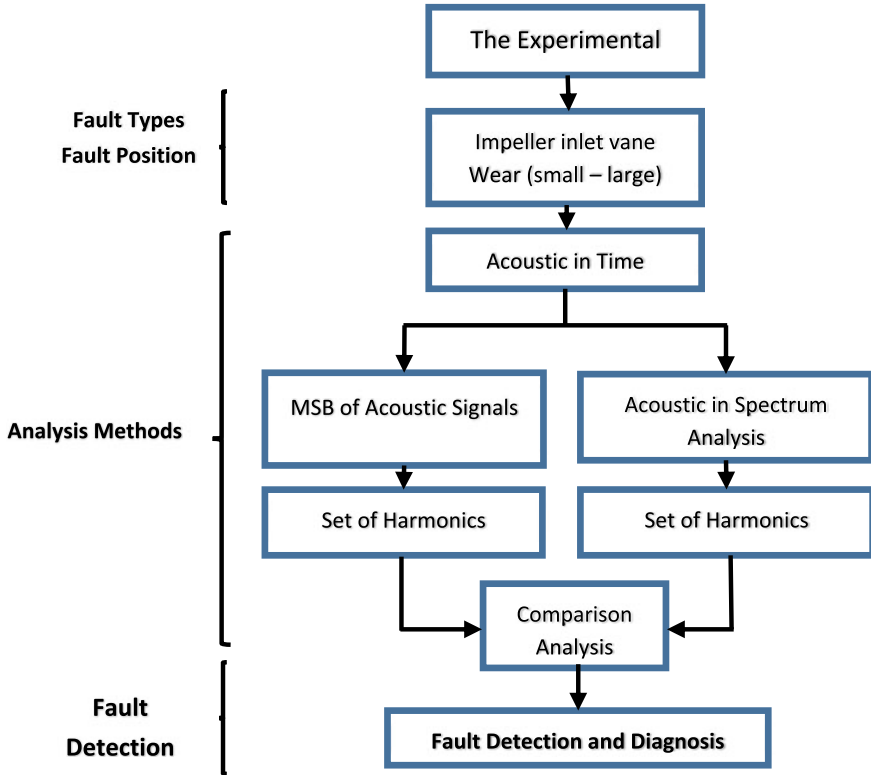 The Experimental
Fault Types
Fault Position
Impeller inlet vane
Wear (small – large)
Acoustic in Time
Analysis Methods
MSB of Acoustic Signals
Acoustic in Spectrum
Analysis
Set of Harmonics
Set of Harmonics
Comparison
Analysis
Fault
Detection
Fault Detection and Diagnosis